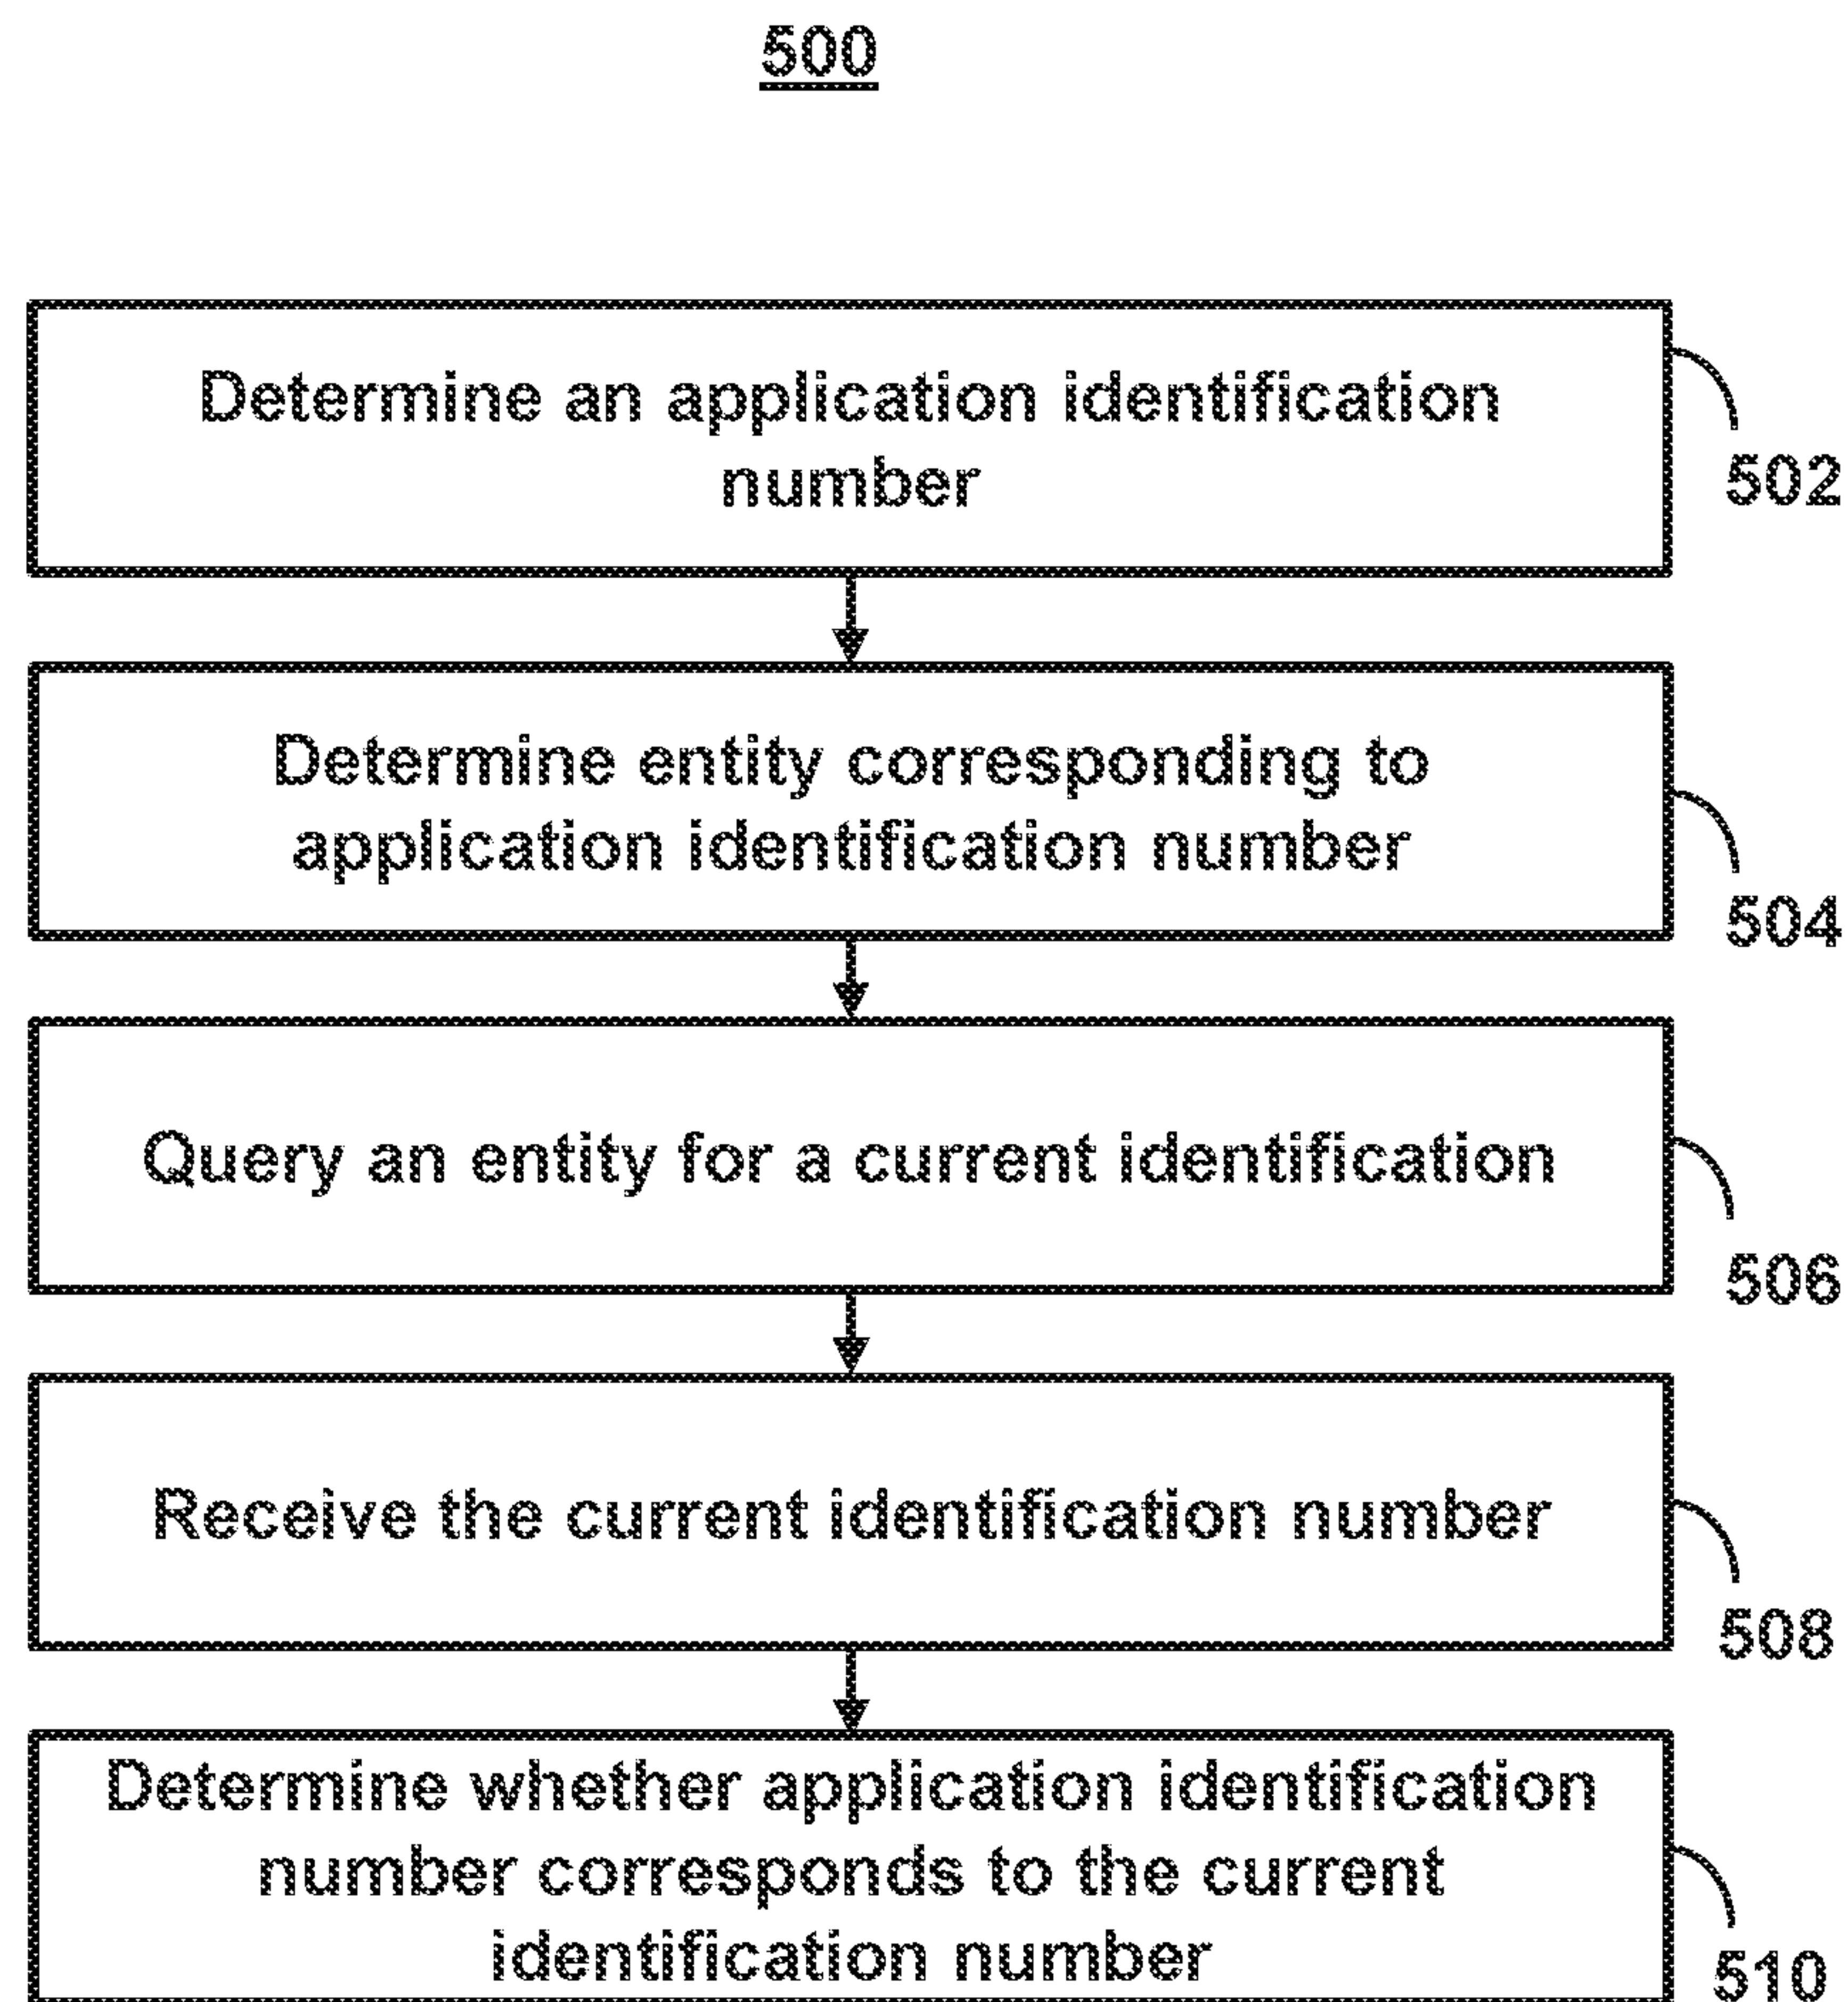 500
Determine an application identification
number
502
Determine entity corresponding to
application identification number
504
Query an entity for a current identification
506
Receive the current identification number
508
Determine whether application identification
number corresponds to the current
identification number
510